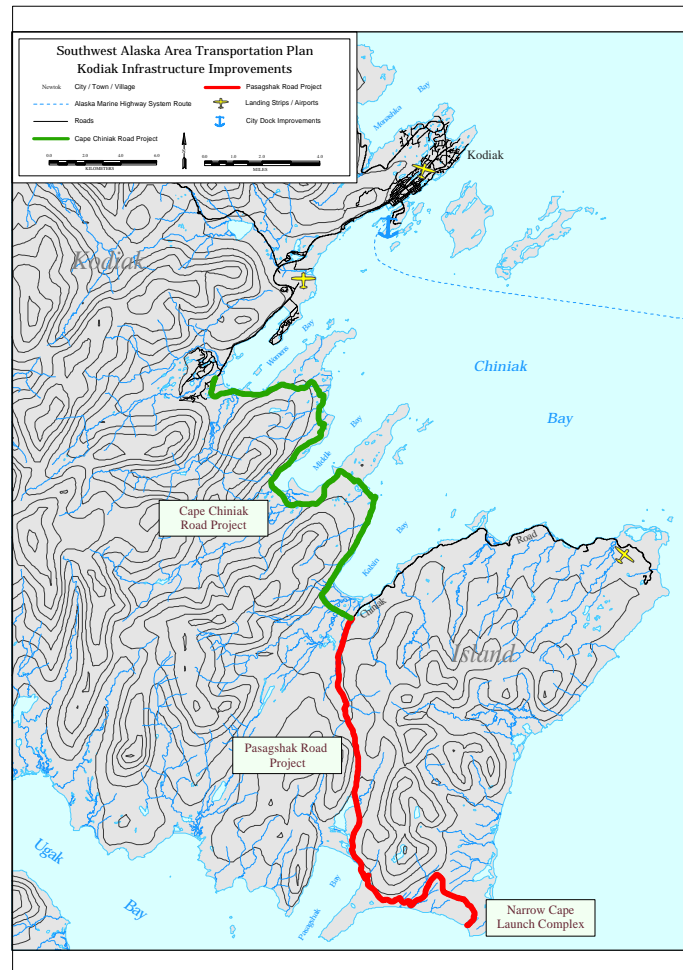 Southwest Alaska Area Transportation Plan
Kodiak Infrastructure Improvements
Newtok City / Town / Village
Pasagshak Road Project
Alaska Marine Highway System Route
Landing Strips / Airports
Roads
City Dock Improvements
Cape Chiniak Road Project
KILOMETERS
MILES
Monashka Bay
Kodiak
Kodiak
Womens Bay
Chiniak
Bay
Middle Bay
Cape Chiniak
Road Project
Kalsin Bay
Chiniak Road
Island
Pasagshak Road
Project
Ugak
Bay
Pasagshak Bay
Narrow Cape
Launch Complex